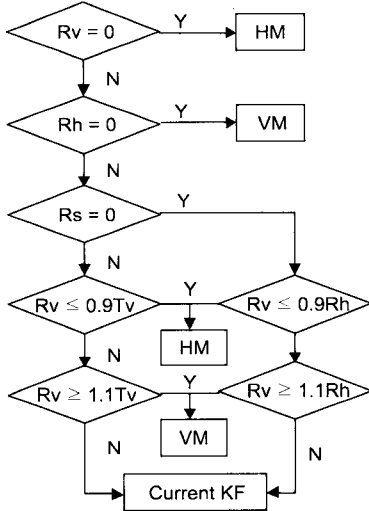 Rv = 0
Y
HM
N
Rh = 0
Y
VM
N
Rs = 0
Y
N
Rv ≤ 0.9Tv
Y
Rv ≤ 0.9Rh
HM
N
Rv ≥ 1.1Tv
Y
Rv ≥ 1.1Rh
VM
N
N
Current KF